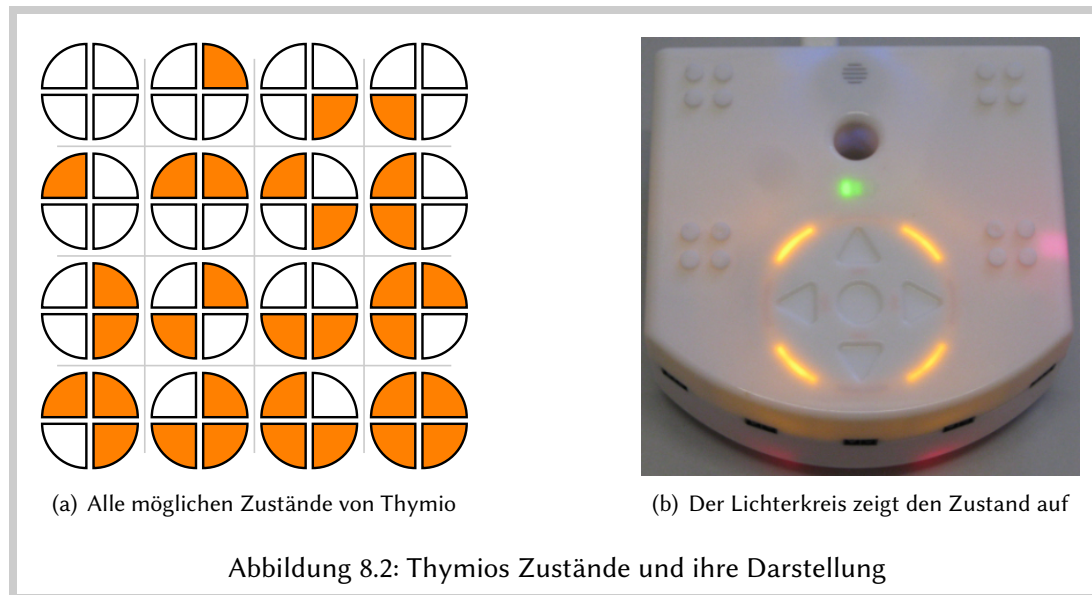 (a) Alle möglichen Zustände von Thymio
(b) Der Lichterkreis zeigt den Zustand auf
Abbildung 8.2: Thymios Zustände und ihre Darstellung